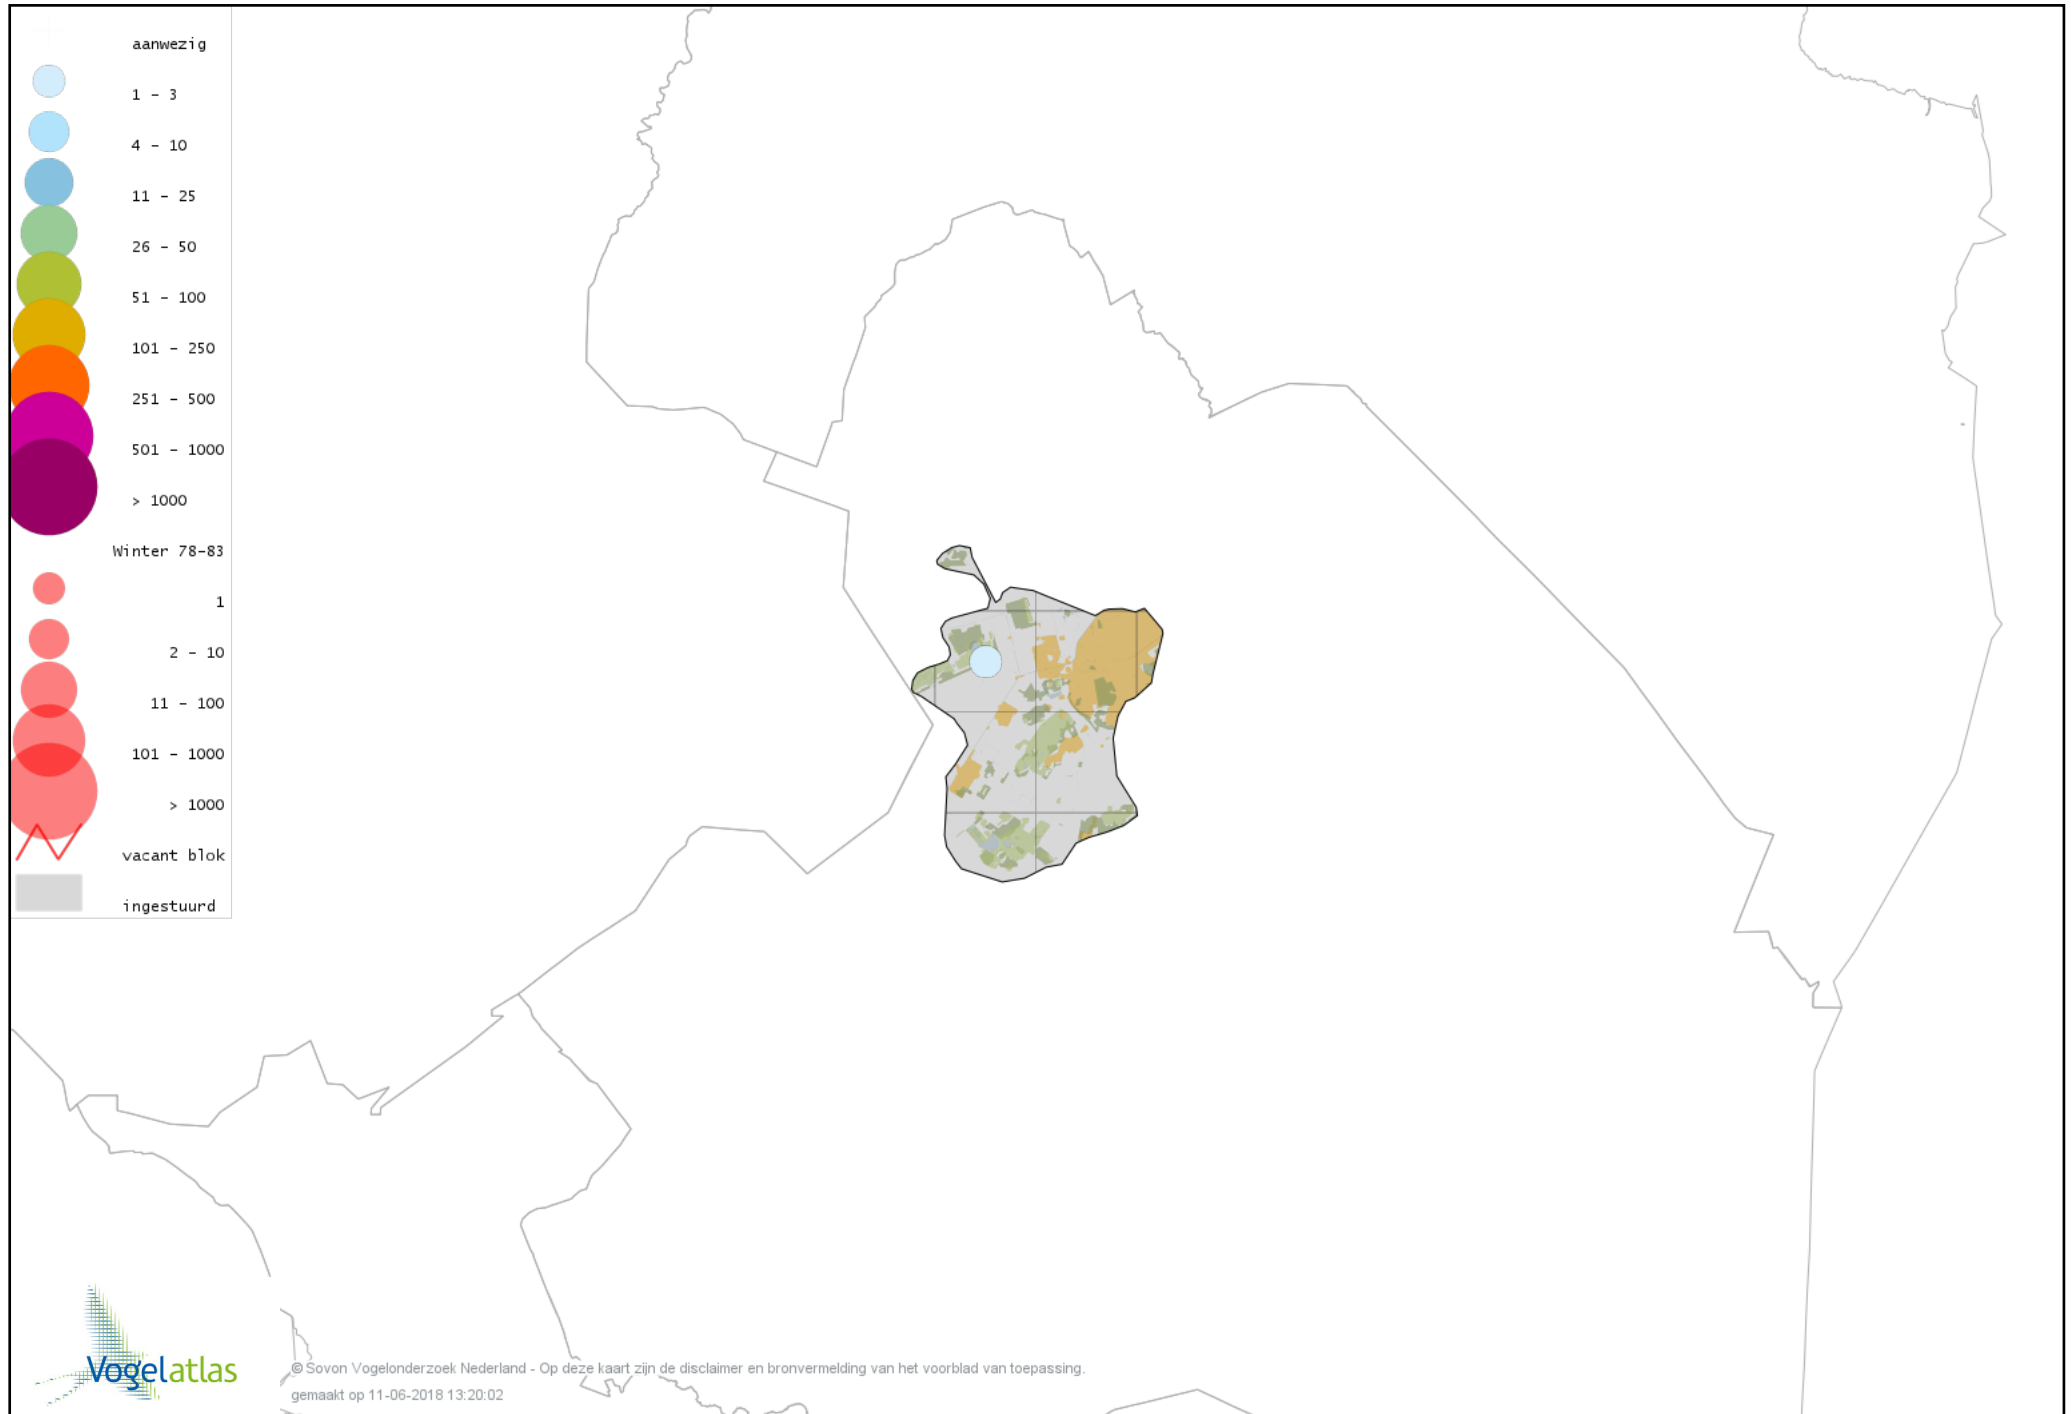 aanwezig
1 – 3
4 – 10
11 – 25
26 – 50
51 – 100
101 – 250
251 – 500
501 – 1000
> 1000
Winter 78-83
1
2 – 10
11 – 100
101 – 1000
> 1000
vacant blok
ingestuurd
Vogelatlas
© Sovon Vogelonderzoek Nederland - Op deze kaart zijn de disclaimer en bronvermelding van het voorblad van toepassing.
gemaakt op 11-06-2018 13:20:02